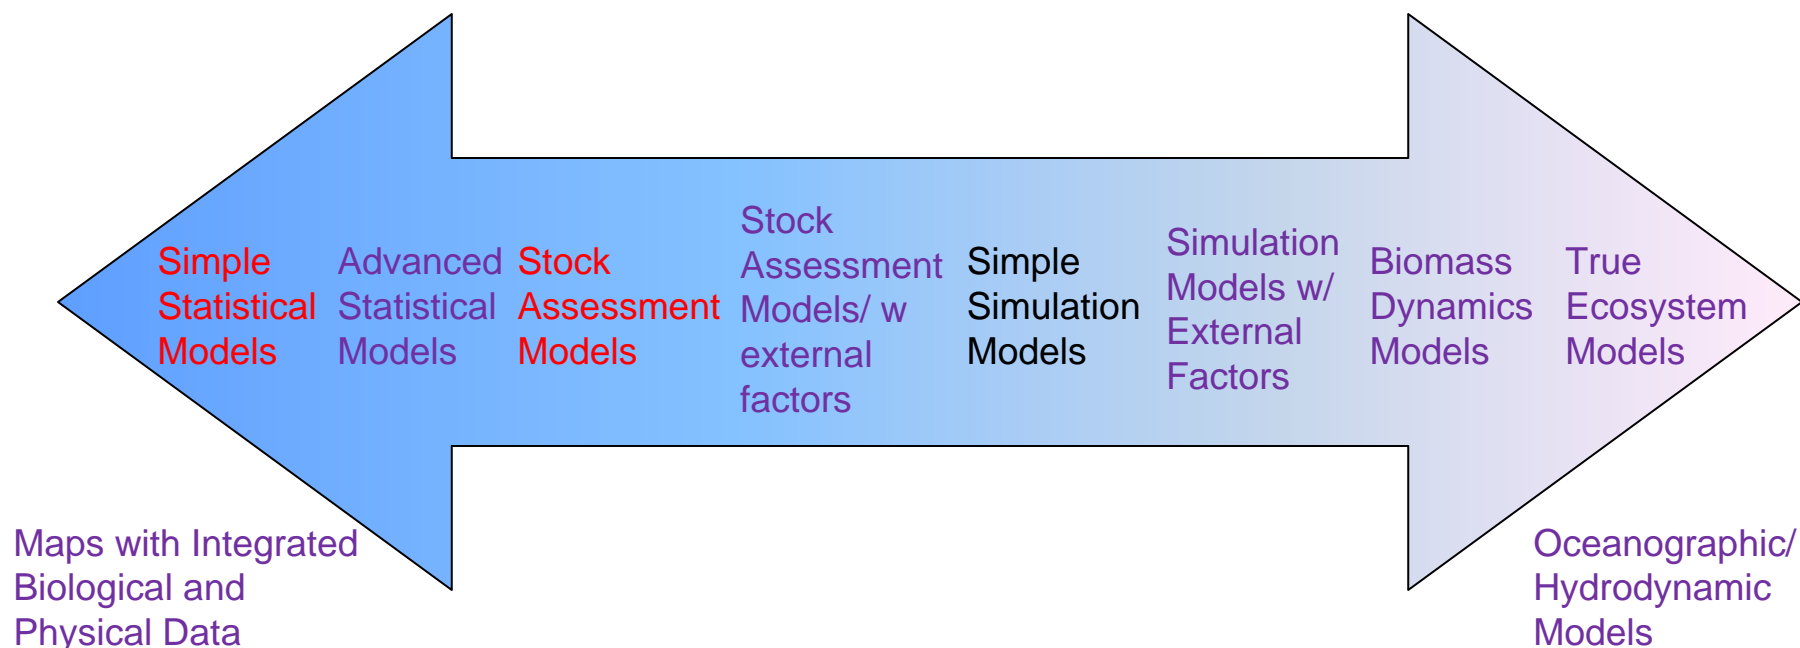 Simple
Statistical
Models
Advanced
Statistical
Models
Stock
Assessment
Models
Stock
Assessment
Models/ w
external
factors
Simple
Simulation
Models
Simulation
Models w/
External
Factors
Biomass
Dynamics
Models
True
Ecosystem
Models
Maps with Integrated
Biological and
Physical Data
Oceanographic/
Hydrodynamic
Models